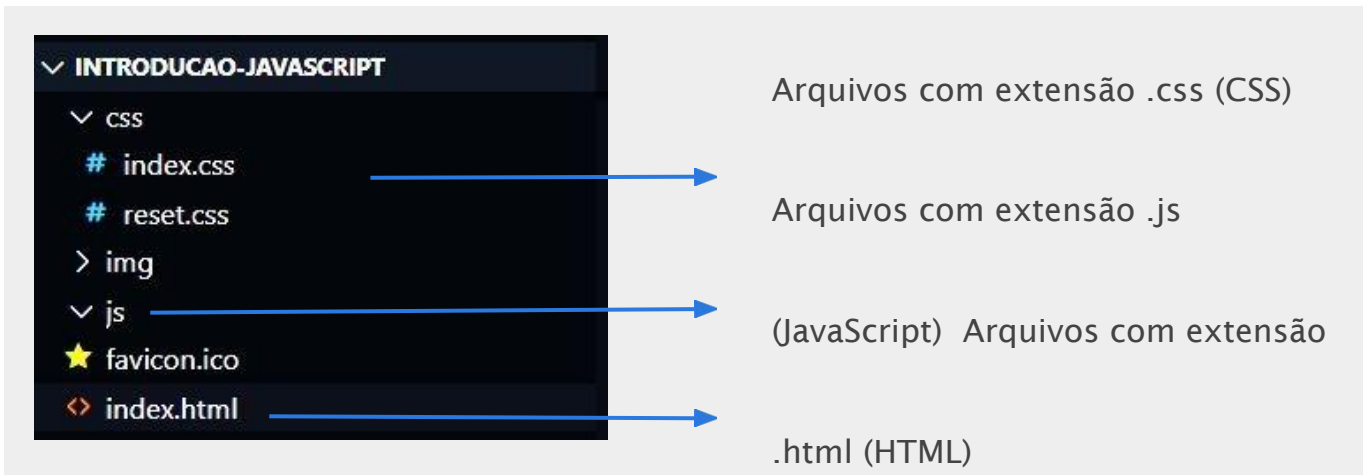 INTRODUCAO-JAVASCRIPT
css
# index.css
# reset.css
img
js
favicon.ico
<> index.html
Arquivos com extensão .css (CSS)
Arquivos com extensão .js
(JavaScript) Arquivos com extensão
.html (HTML)